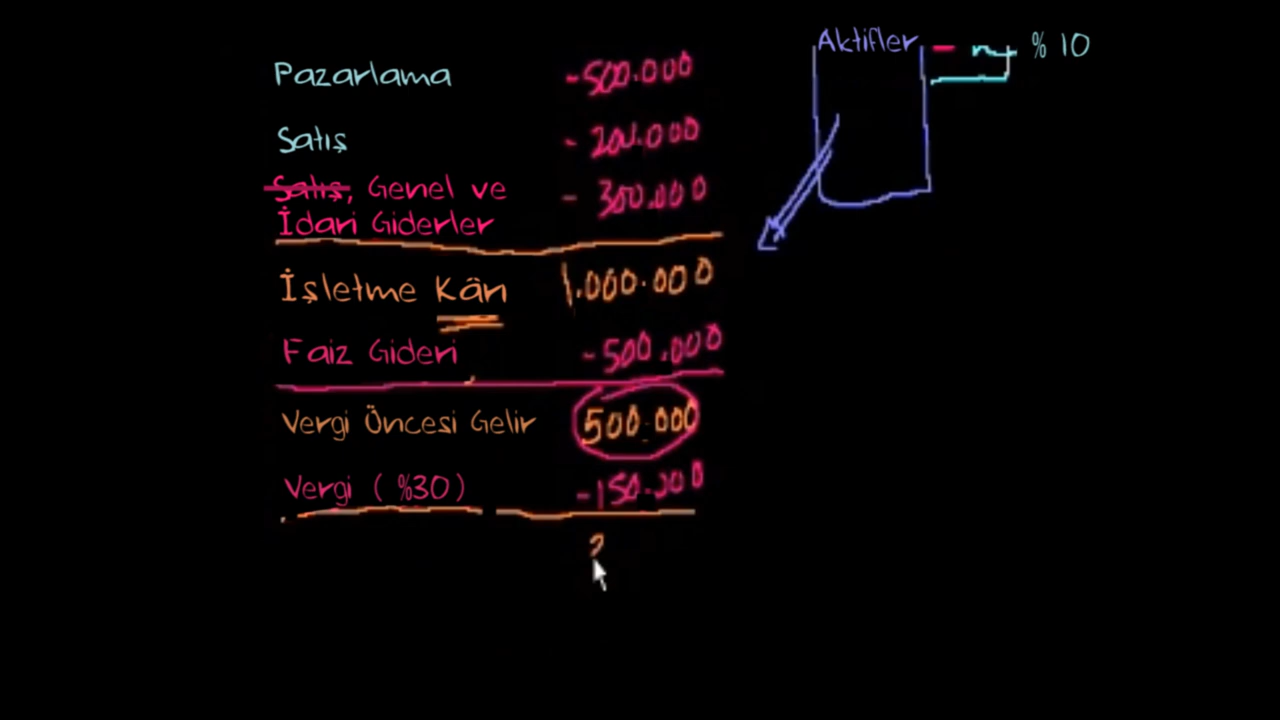 Aktifler % 10
Pazarlama -500.000
Satış - 200.000
Satış, Genel ve
İdari Giderler - 300.000
İşletme Kârı 1.000.000
Faiz Gideri -500.000
Vergi Öncesi Gelir 500.000
Vergi (%30) -150.000